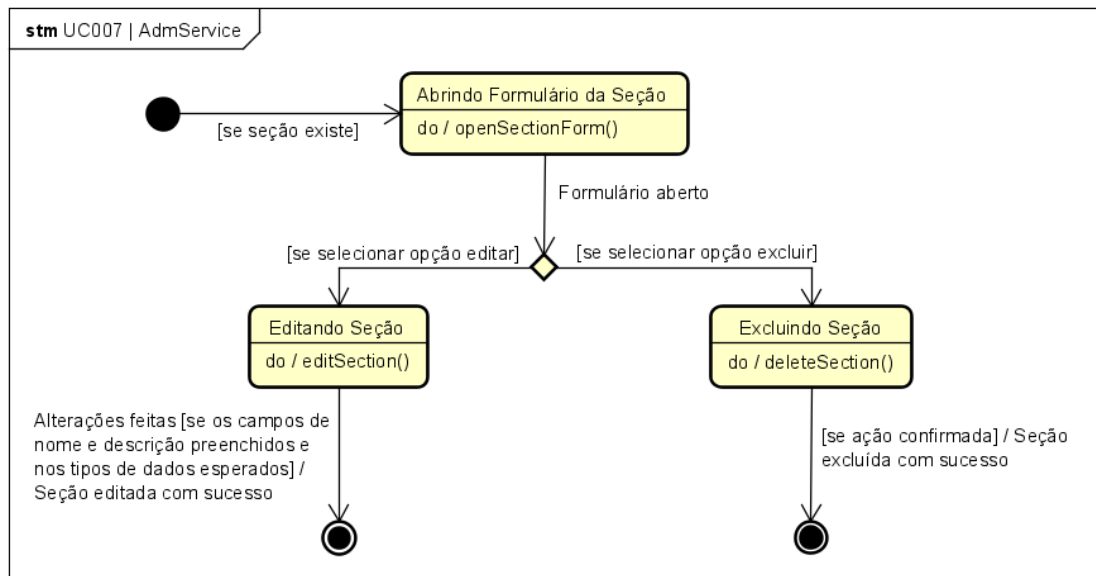 stm UC007 | AdmService
Abrindo Formulário da Seção
do / openSectionForm()
[se seção existe]
Formulário aberto
[se selecionar opção editar]
[se selecionar opção excluir]
Editando Seção
do / editSection()
Excluindo Seção
do / deleteSection()
Alterações feitas [se os campos de
nome e descrição preenchidos e
nos tipos de dados esperados] /
Seção editada com sucesso
[se ação confirmada] / Seção
excluída com sucesso